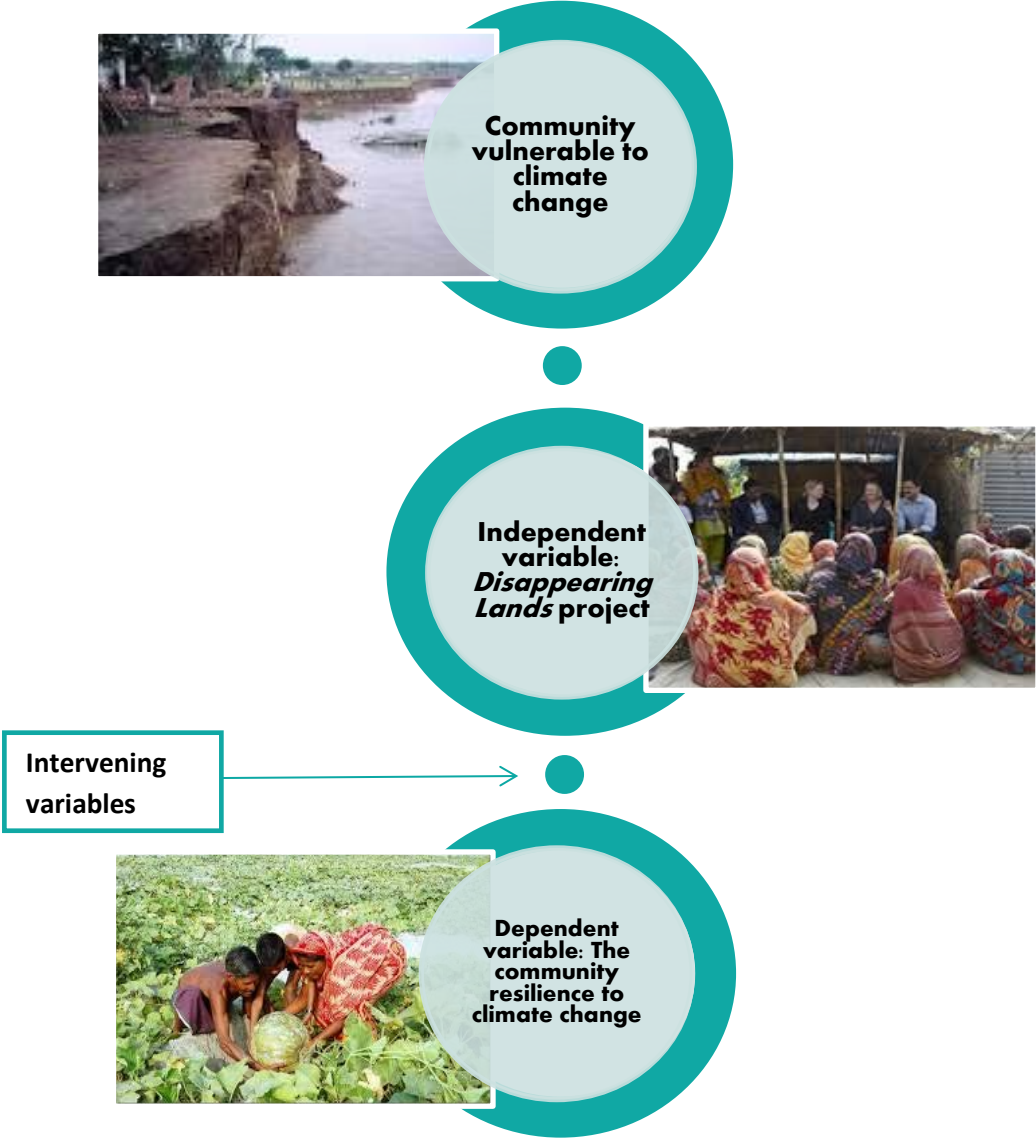 Community
vulnerable to
climate
change
Independent
variable:
Disappearing
Lands project
Intervening
variables
Dependent
variable: The
community
resilience to
climate change